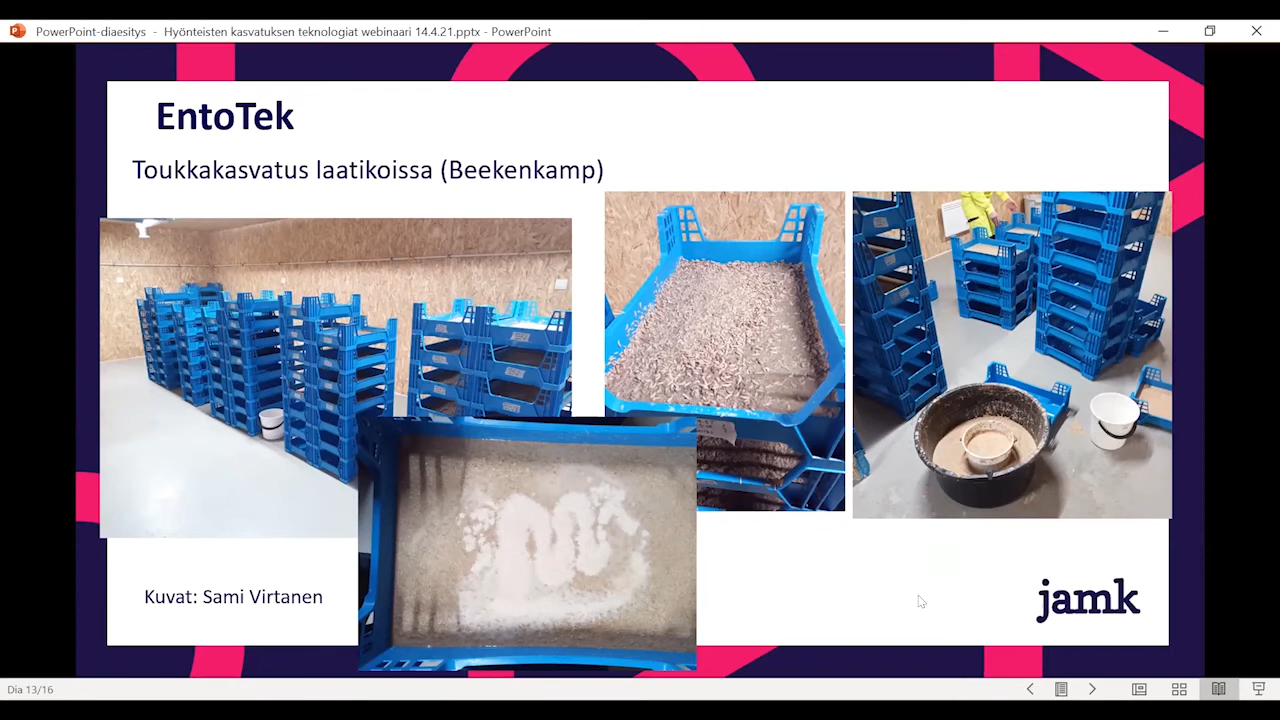 PowerPoint-diaesitys - Hyönteisten kasvatuksen teknologiat webinaari 14.4.21.pptx - PowerPoint
EntoTek
Toukkakasvatus laatikoissa (Beekenkamp)
Kuvat: Sami Virtanen
jamk
Dia 13/16